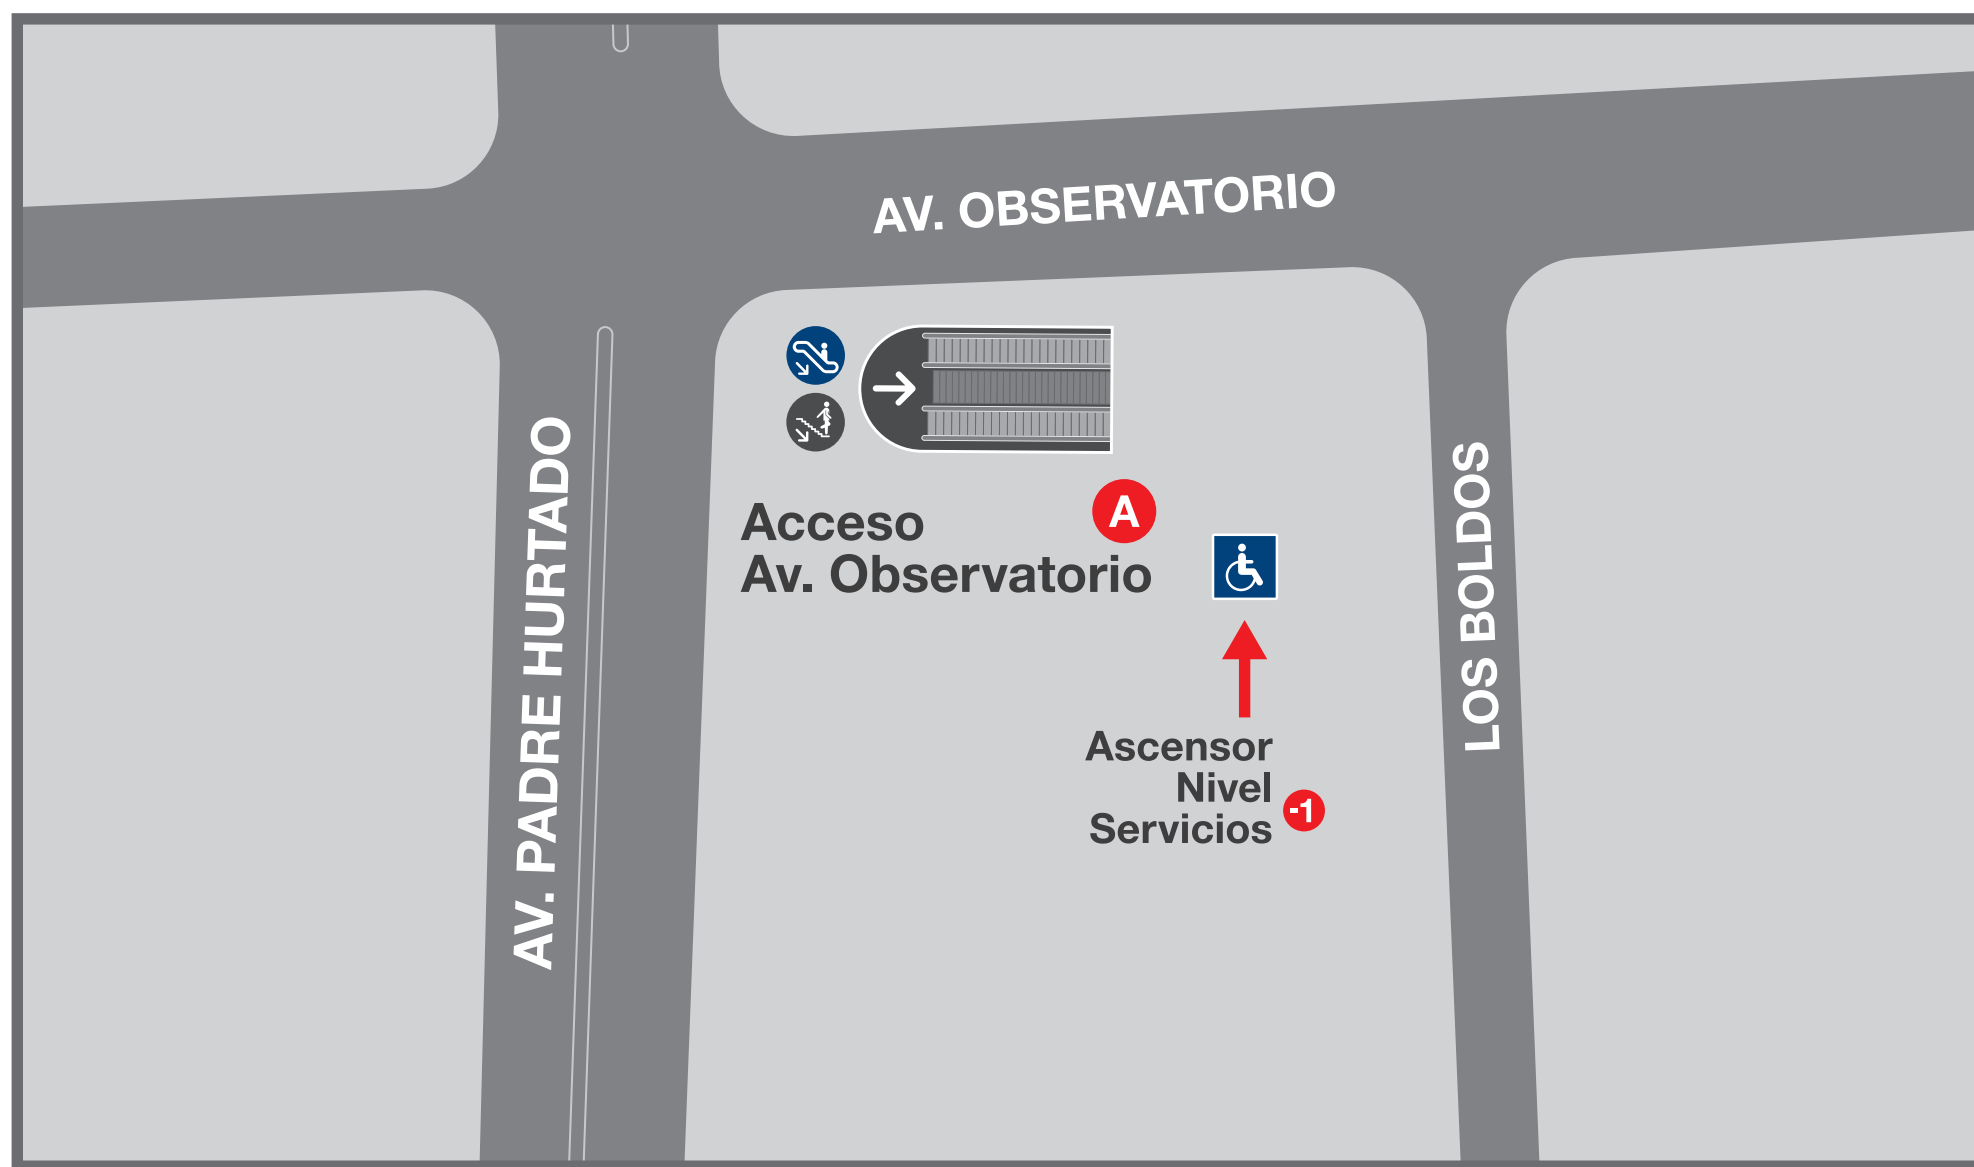 AV. OBSERVATORIO
AV. PADRE HURTADO
LOS BOLDOS
Acceso
Av. Observatorio
A
Ascensor
Nivel
Servicios
-1